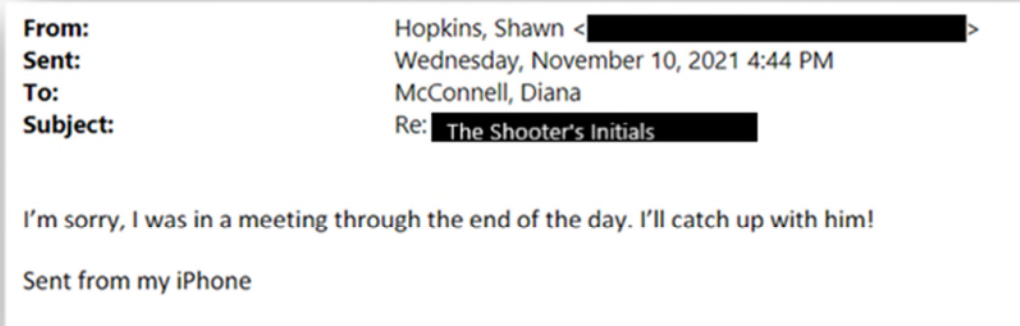 From: Hopkins, Shawn < >
Sent: Wednesday, November 10, 2021 4:44 PM
To: McConnell, Diana
Subject: Re: The Shooter's Initials
I'm sorry, I was in a meeting through the end of the day. I'll catch up with him!
Sent from my iPhone